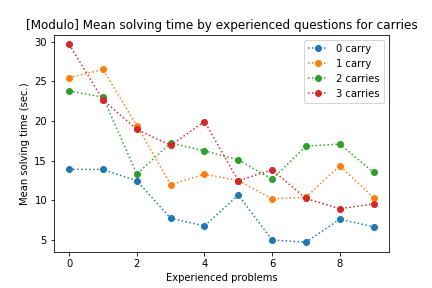 [Modulo] Mean solving time by experienced questions for carries
30
25
20
15
10
5
Mean solving time (sec.)
0 carry
1 carry
2 carries
3 carries
0 2 4 6 8
Experienced problems